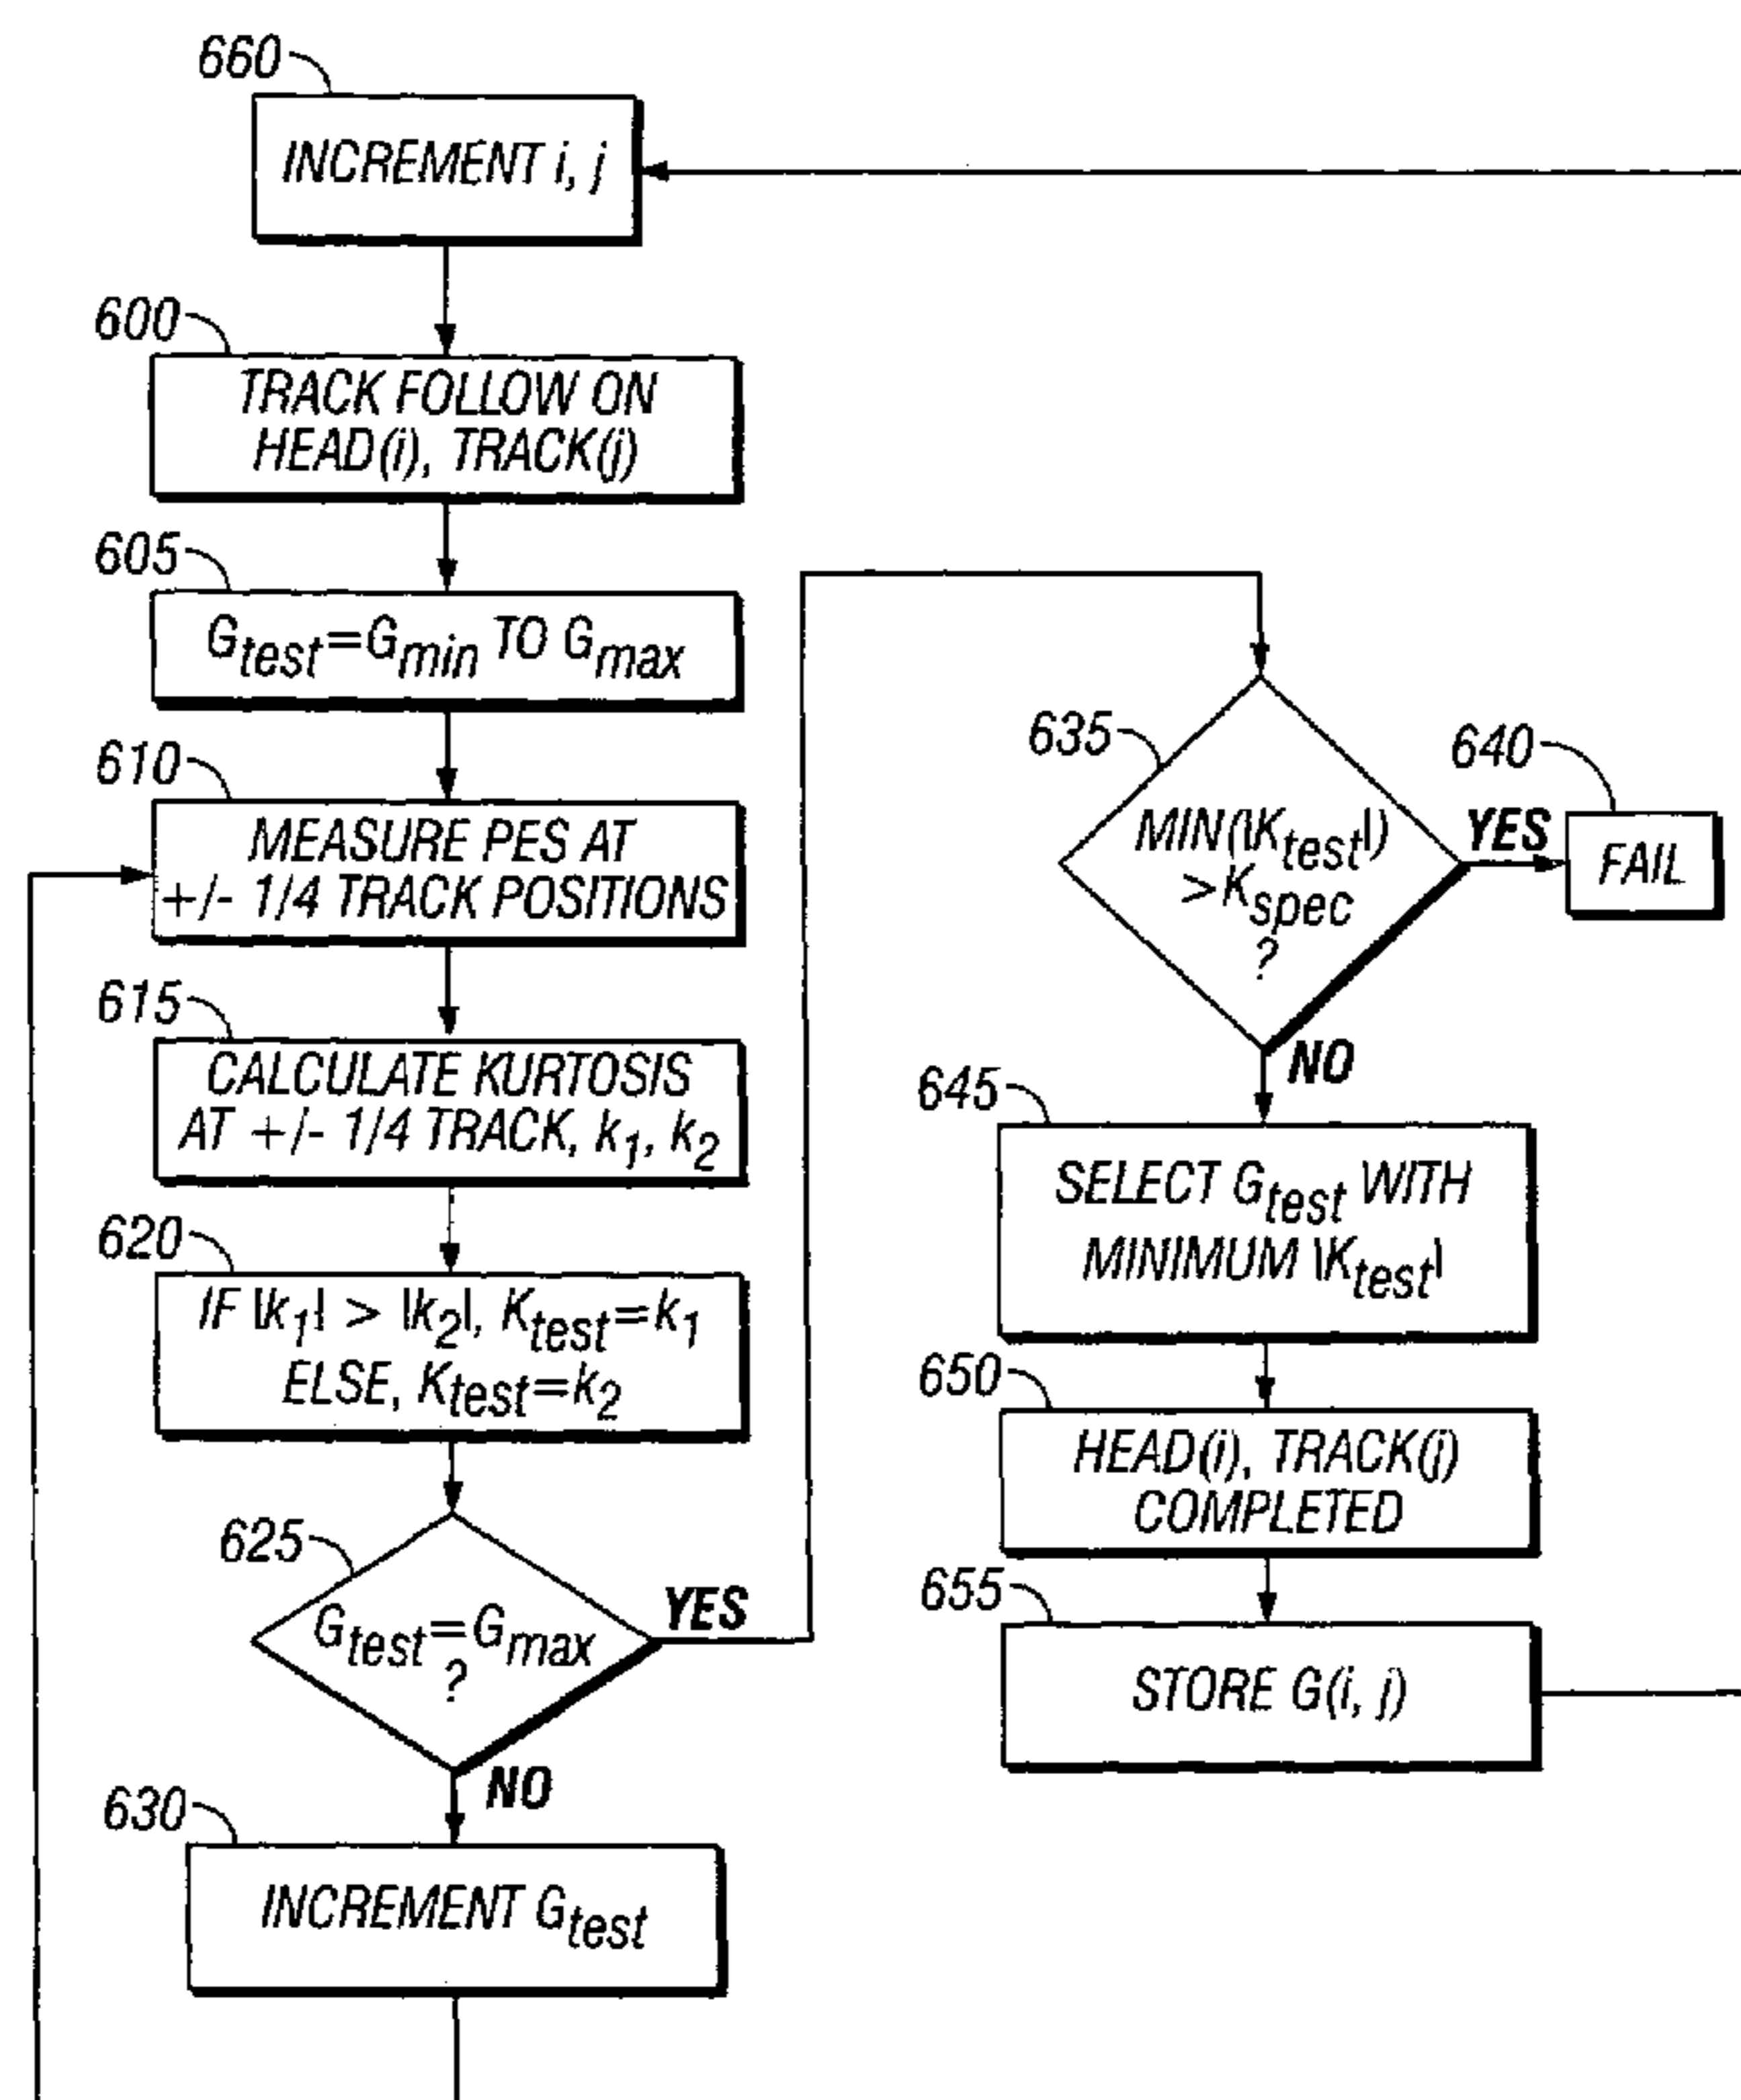 660
INCREMENT i, j
600
TRACK FOLLOW ON
HEAD(i), TRACK(j)
605
Gtest=Gmin TO Gmax
610
MEASURE PES AT
+/- 1/4 TRACK POSITIONS
615
CALCULATE KURTOSIS
AT +/- 1/4 TRACK, k1, k2
620
IF |k1| > |k2|, Ktest=k1
ELSE, Ktest=k2
625
Gtest=Gmax
?
YES
NO
630
INCREMENT Gtest
635
MIN(|Ktest|)
>Kspec
?
YES
640
FAIL
NO
645
SELECT Gtest WITH
MINIMUM |Ktest|
650
HEAD(i), TRACK(j)
COMPLETED
655
STORE G(i, j)